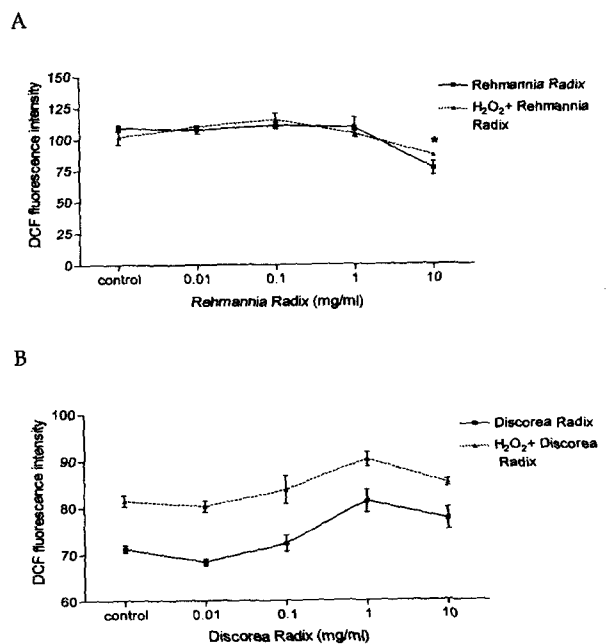 A
150
125
100
75
50
25
0
DCF fluorescence intensity
Rehmannia Radix
H₂O₂+ Rehmannia
Radix
*
control 0.01 0.1 1 10
Rehmannia Radix (mg/ml)
B
100
90
80
70
60
DCF fluorescence intensity
Discorea Radix
H₂O₂+ Discorea
Radix
control 0.01 0.1 1 10
Discorea Radix (mg/ml)